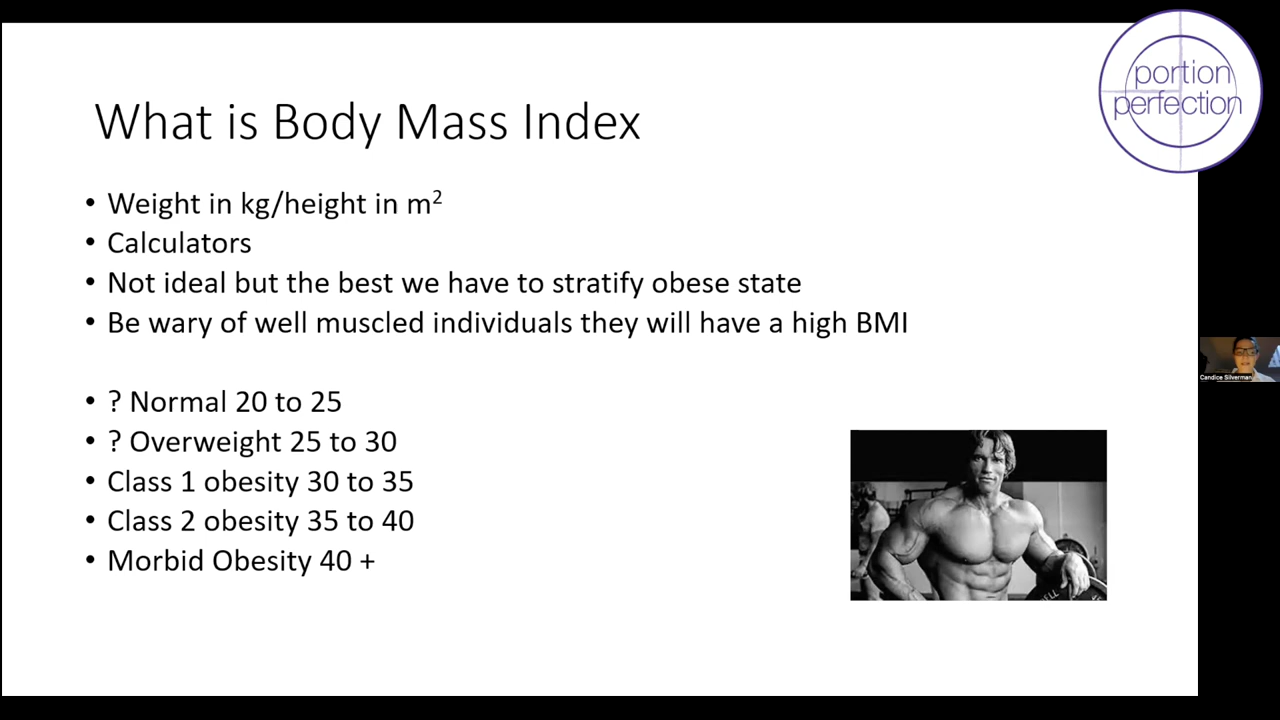 portion
perfection
What is Body Mass Index
• Weight in kg/height in m²
• Calculators
• Not ideal but the best we have to stratify obese state
• Be wary of well muscled individuals they will have a high BMI
• ? Normal 20 to 25
• ? Overweight 25 to 30
• Class 1 obesity 30 to 35
• Class 2 obesity 35 to 40
• Morbid Obesity 40 +
Candice Silverman